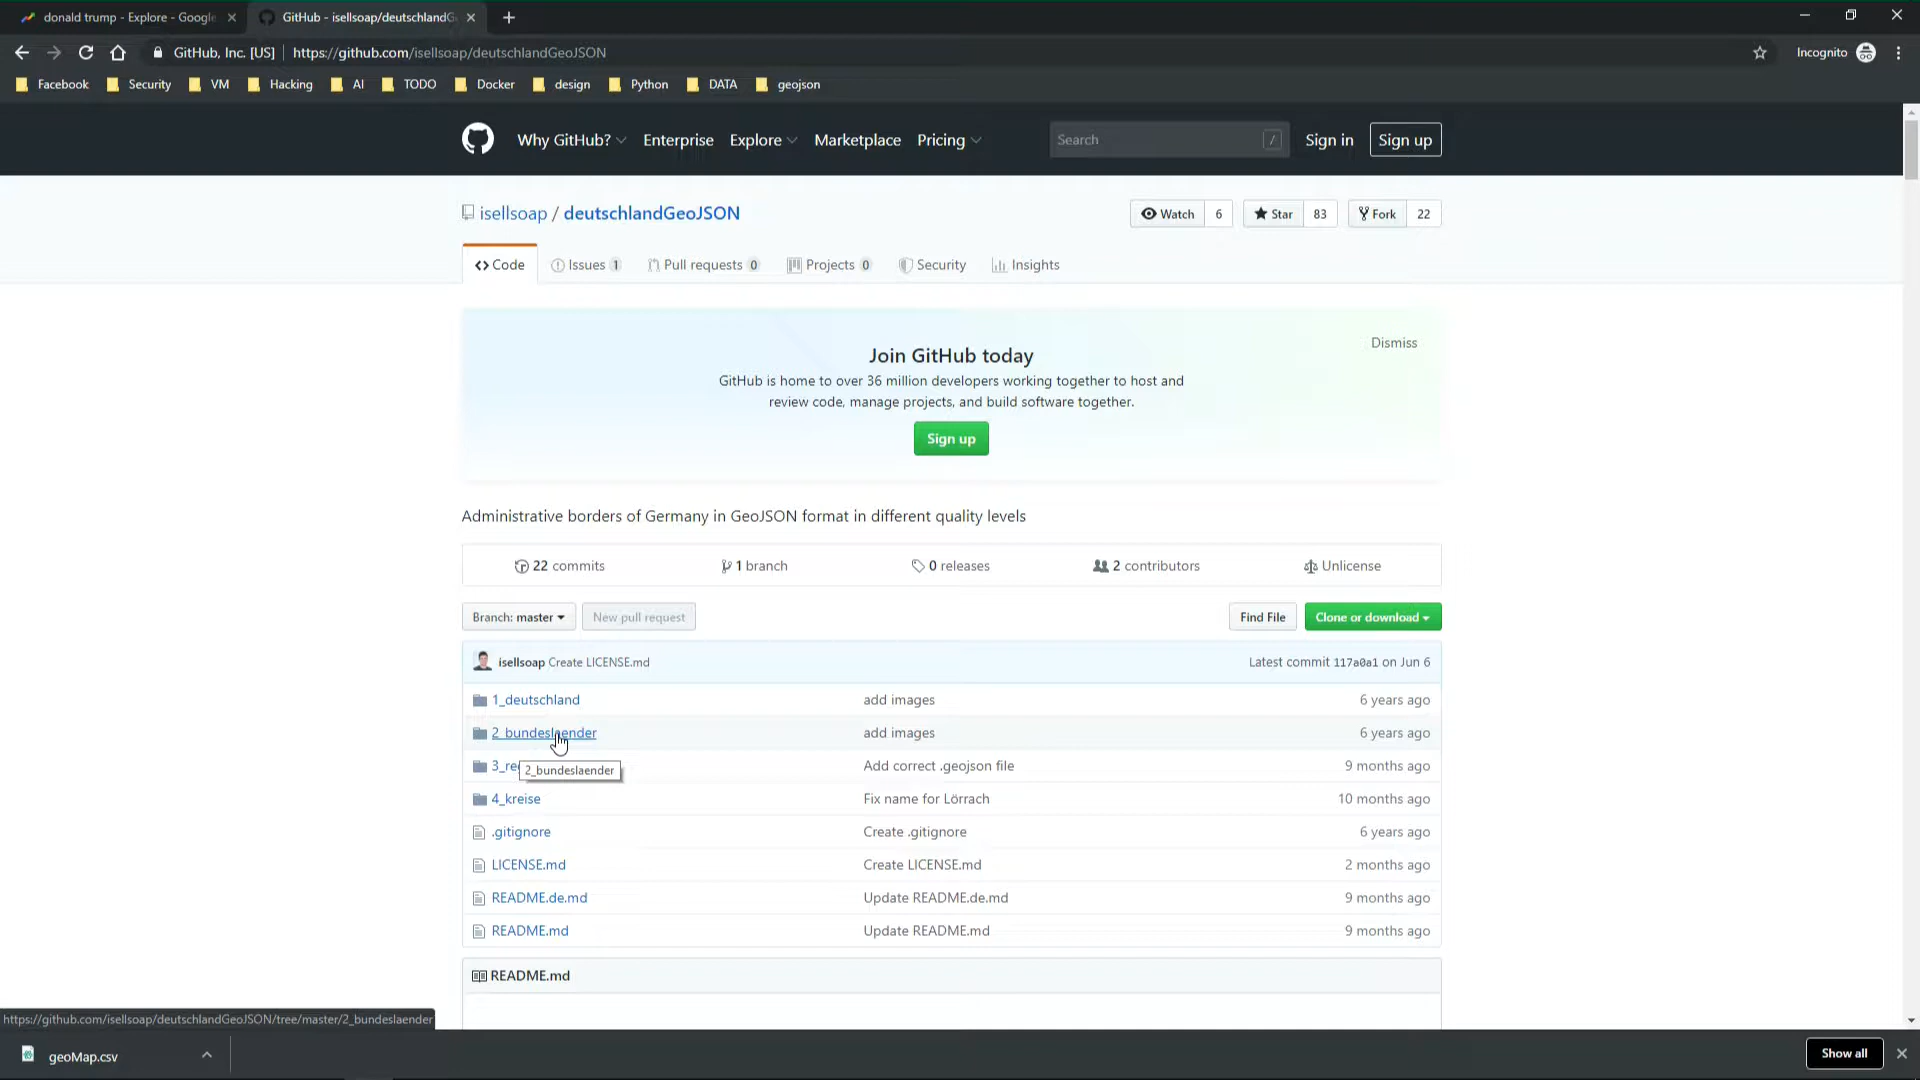 donald trump - Explore - Google
GitHub - isellsoap/deutschlandG
GitHub, Inc. [US] https://github.com/isellsoap/deutschlandGeoJSON
Incognito
Facebook Security VM Hacking AI TODO Docker design Python DATA geojson
Why GitHub? Enterprise Explore Marketplace Pricing Search / Sign in Sign up
isellsoap / deutschlandGeoJSON
Watch 6 Star 83 Fork 22
Code Issues 1 Pull requests 0 Projects 0 Security Insights
Dismiss
Join GitHub today
GitHub is home to over 36 million developers working together to host and
review code, manage projects, and build software together.
Sign up
Administrative borders of Germany in GeoJSON format in different quality levels
22 commits 1 branch 0 releases 2 contributors Unlicense
Branch: master New pull request Find File Clone or download
isellsoap Create LICENSE.md Latest commit 117a0a1 on Jun 6
1_deutschland add images 6 years ago
2_bundeslaender add images 6 years ago
3_re Add correct .geojson file 9 months ago
2_bundeslaender
4_kreise Fix name for Lörrach 10 months ago
.gitignore Create .gitignore 6 years ago
LICENSE.md Create LICENSE.md 2 months ago
README.de.md Update README.de.md 9 months ago
README.md Update README.md 9 months ago
README.md
https://github.com/isellsoap/deutschlandGeoJSON/tree/master/2_bundeslaender
geoMap.csv Show all